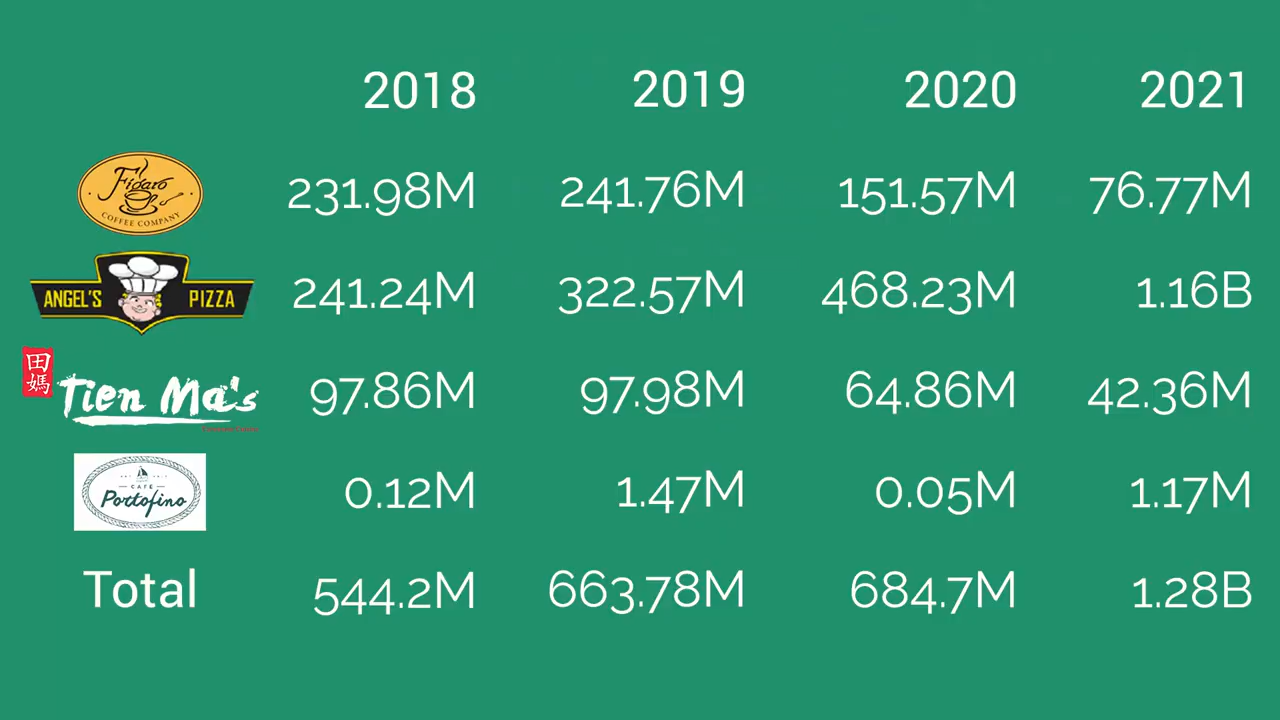 2018 2019 2020 2021
Figaro
COFFEE COMPANY
231.98M 241.76M 151.57M 76.77M
ANGEL'S PIZZA
241.24M 322.57M 468.23M 1.16B
田
媽
Tien Ma's
97.86M 97.98M 64.86M 42.36M
CAFE
Portofino
0.12M 1.47M 0.05M 1.17M
Total 544.2M 663.78M 684.7M 1.28B